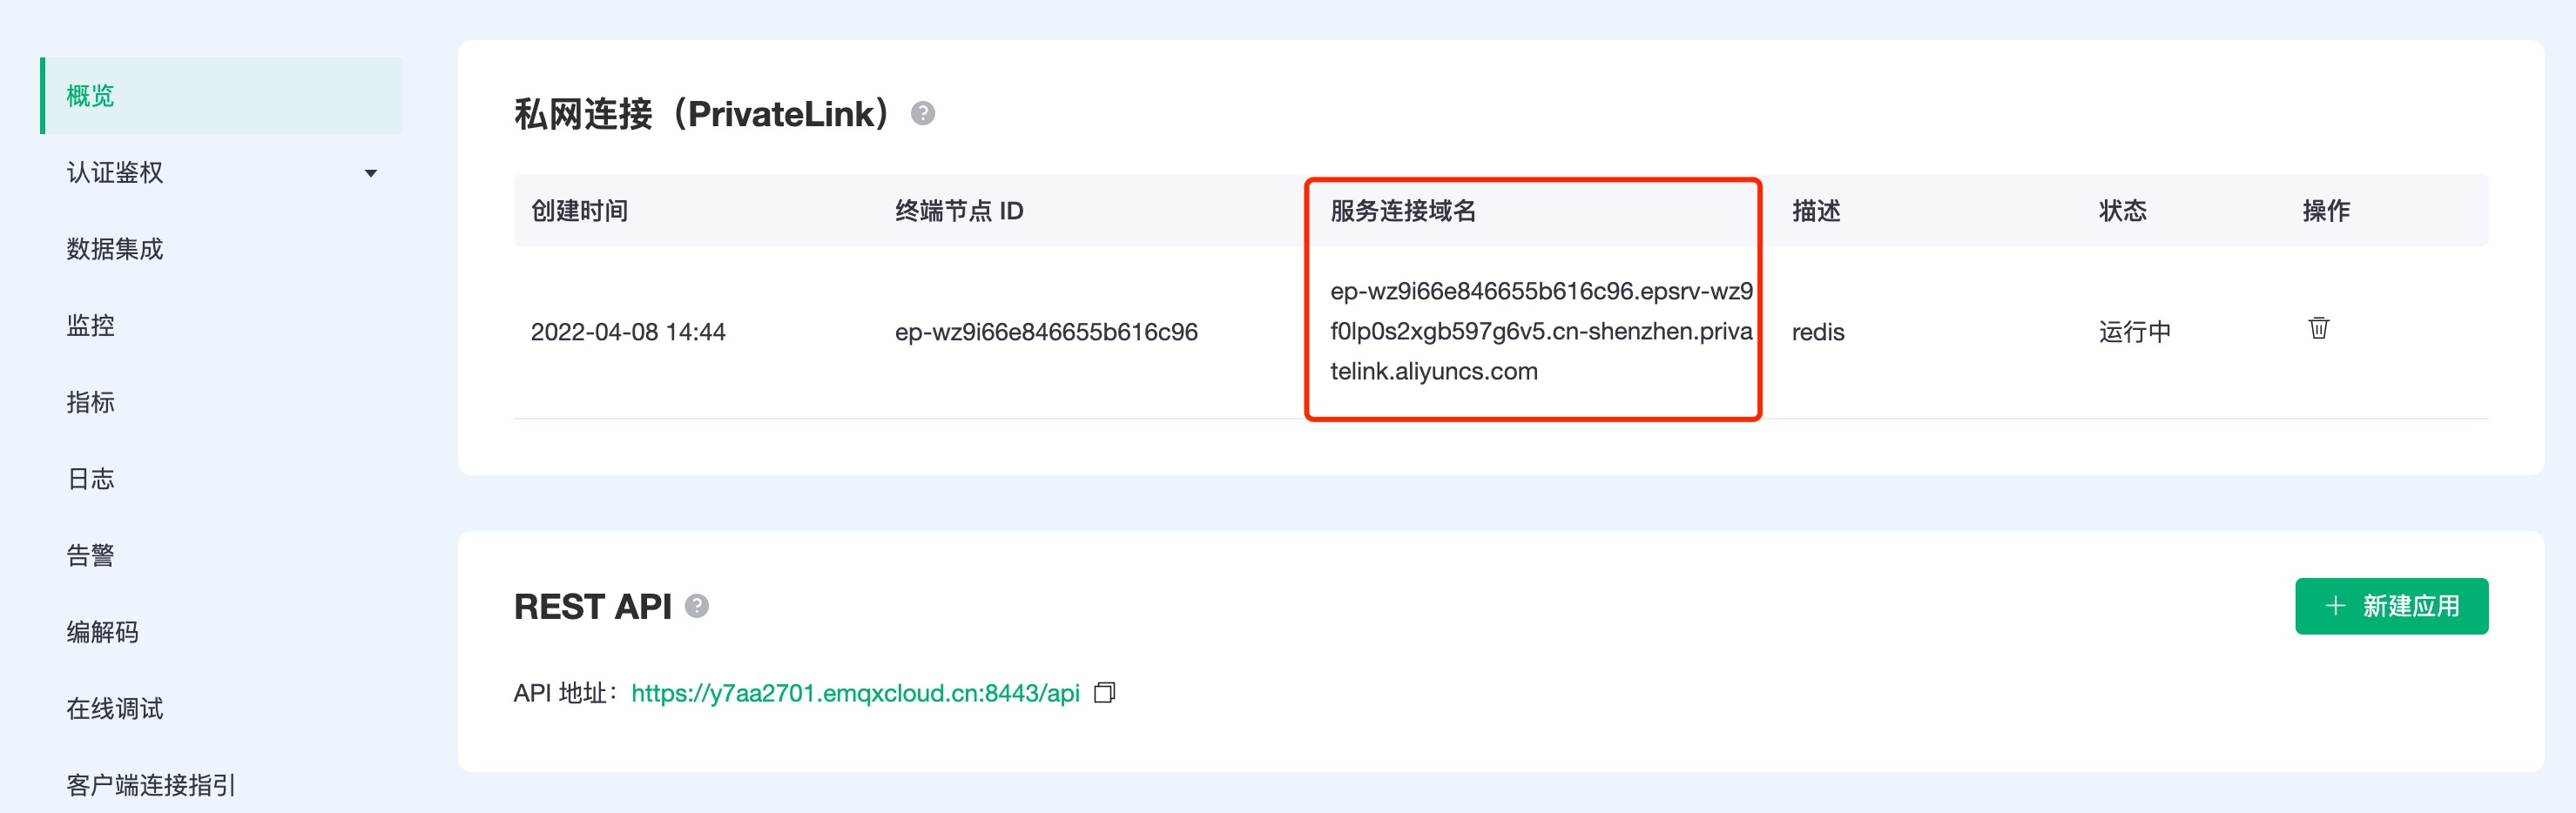 概览
认证鉴权
数据集成
监控
指标
日志
告警
编解码
在线调试
客户端连接指引
私网连接（PrivateLink）
创建时间 终端节点 ID 服务连接域名 描述 状态 操作
2022-04-08 14:44 ep-wz9i66e846655b616c96 ep-wz9i66e846655b616c96.epsrv-wz9 redis 运行中
f0lp0s2xgb597g6v5.cn-shenzhen.priva
telink.aliyuncs.com
REST API
新建应用
API 地址：https://y7aa2701.emqxcloud.cn:8443/api